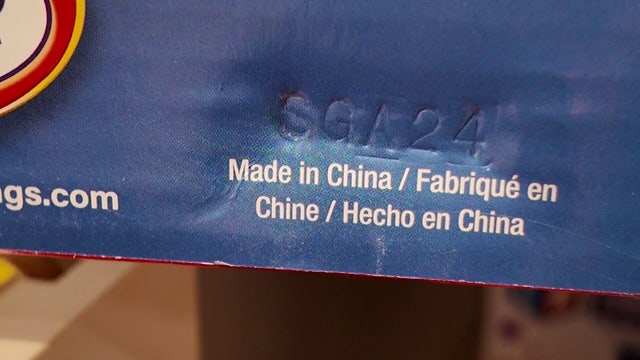 SGA24
Made in China / Fabriqué en
Chine / Hecho en China
gs.com